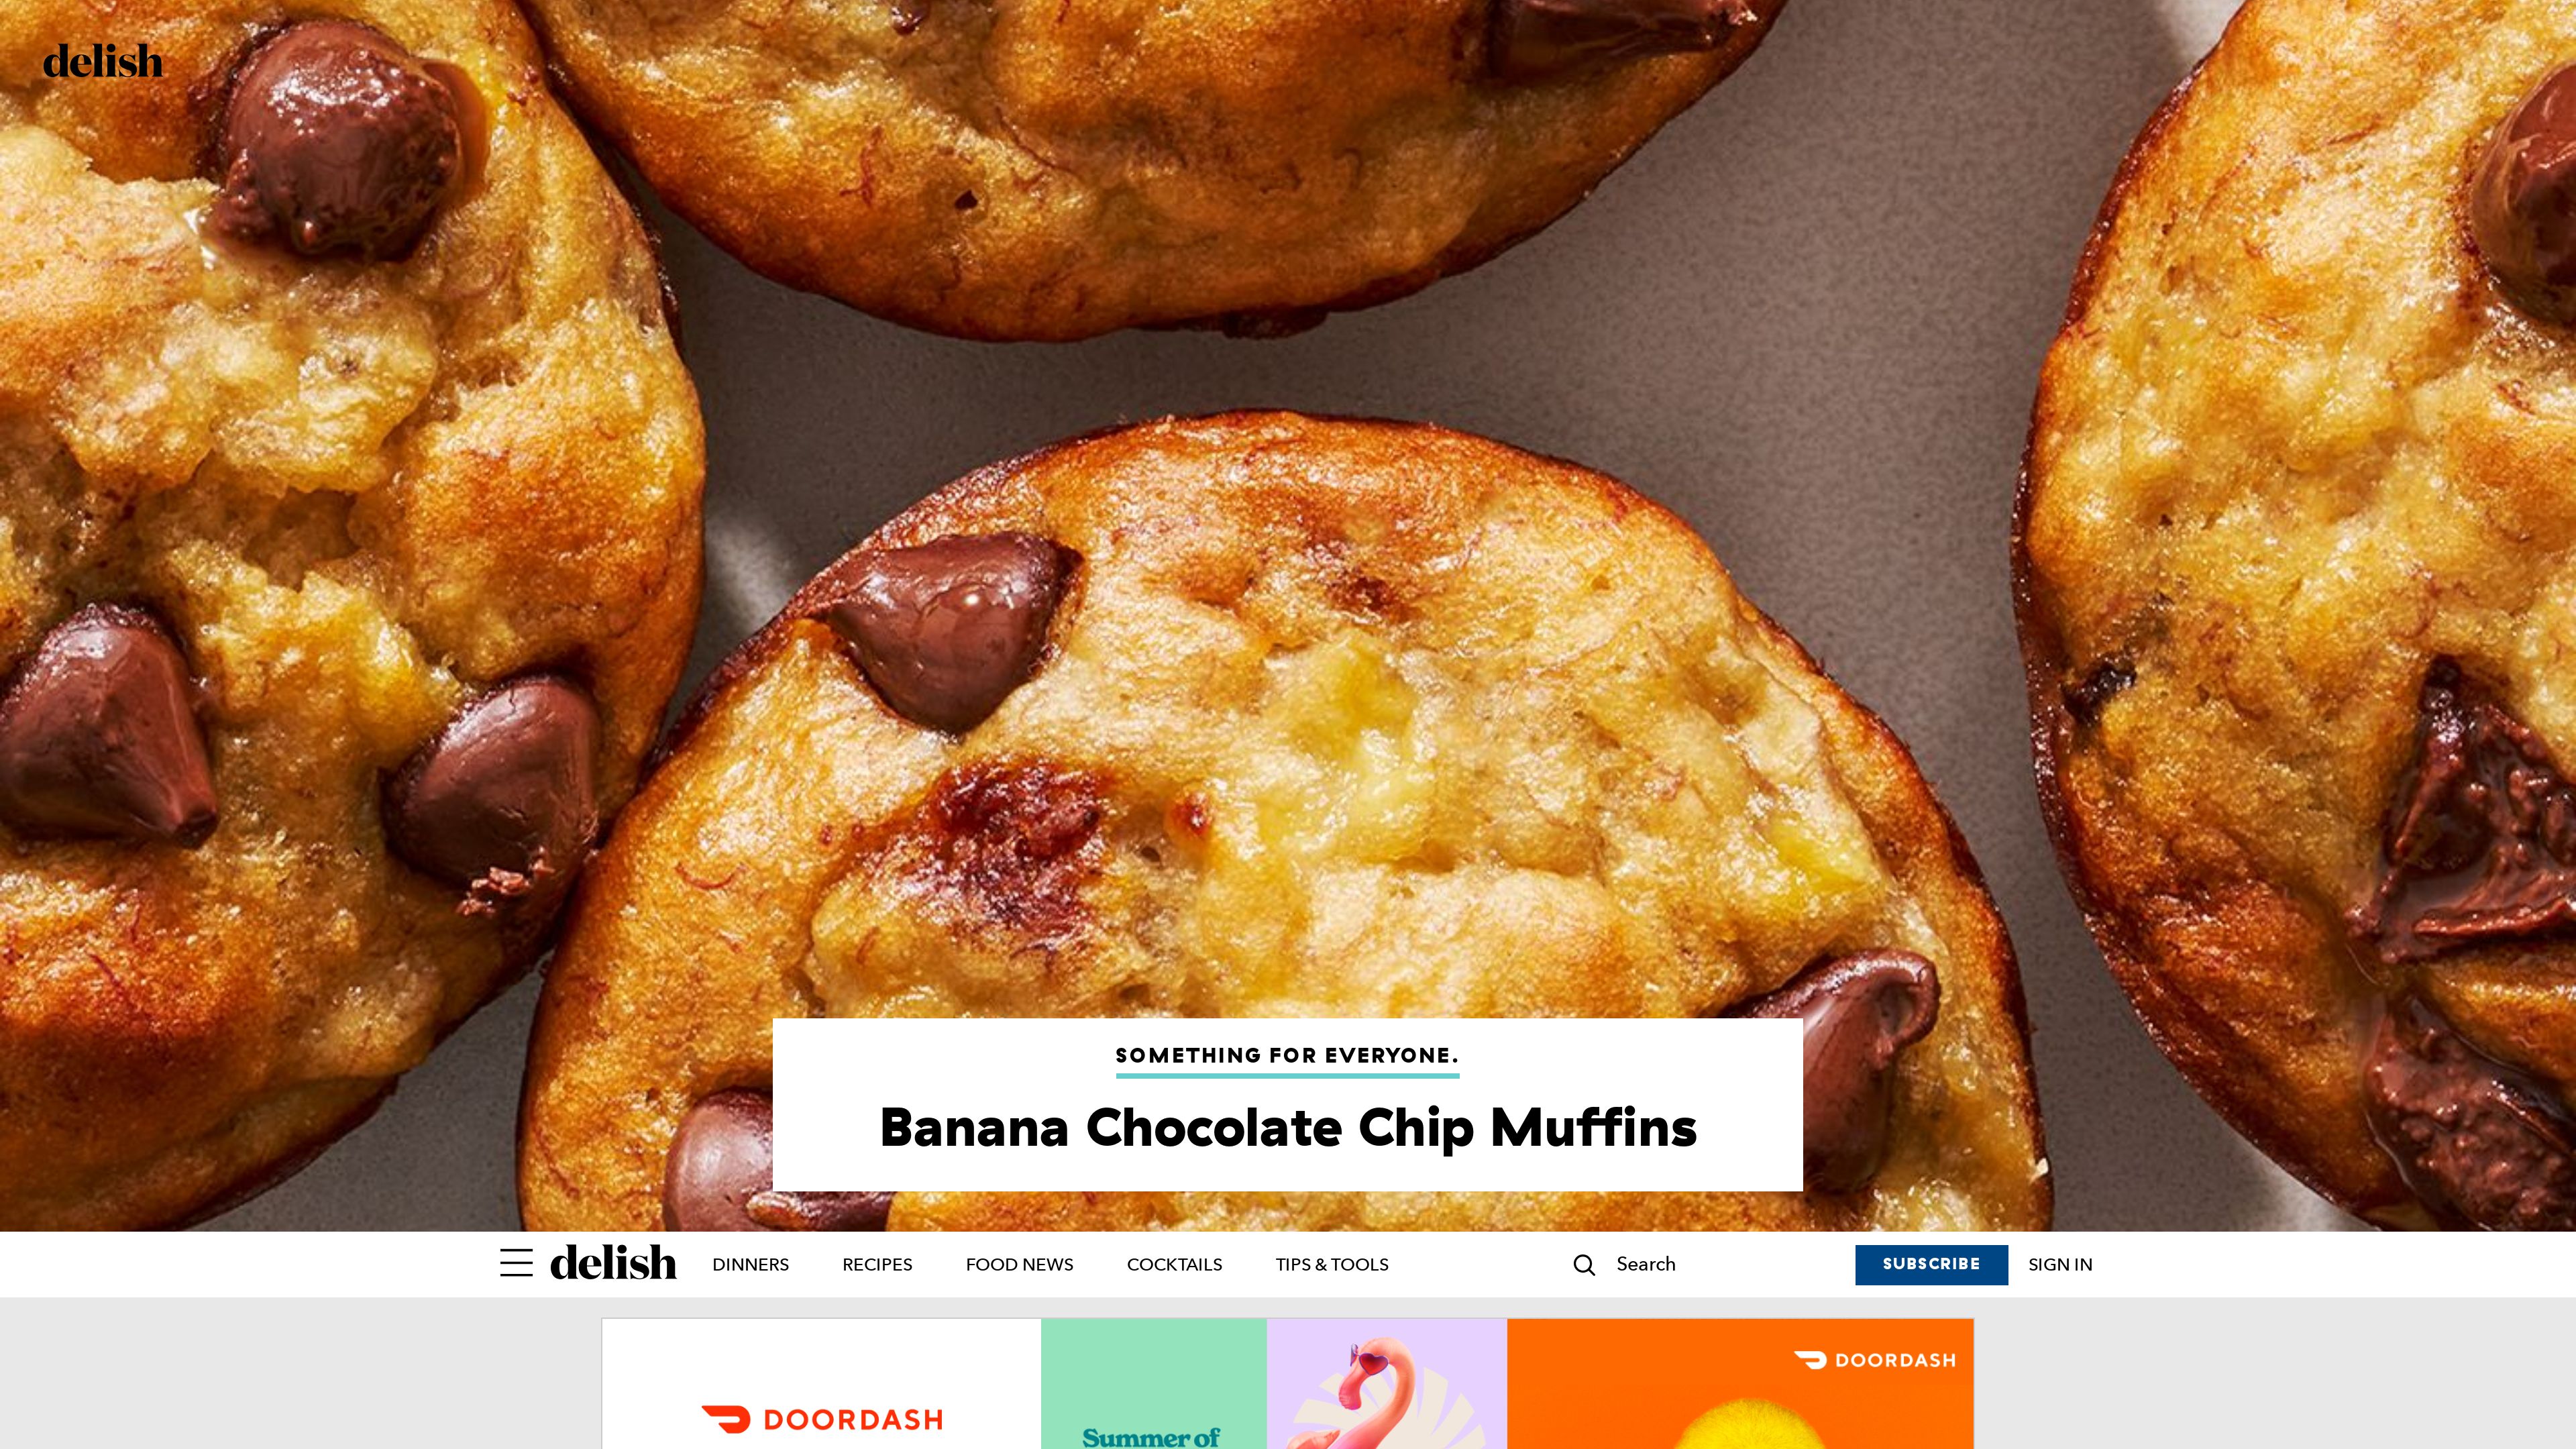 delish
SOMETHING FOR EVERYONE.
Banana Chocolate Chip Muffins
delish
DINNERS
RECIPES
FOOD NEWS
COCKTAILS
TIPS & TOOLS
Search
SUBSCRIBE
SIGN IN
DOORDASH
DOORDASH
Summer of